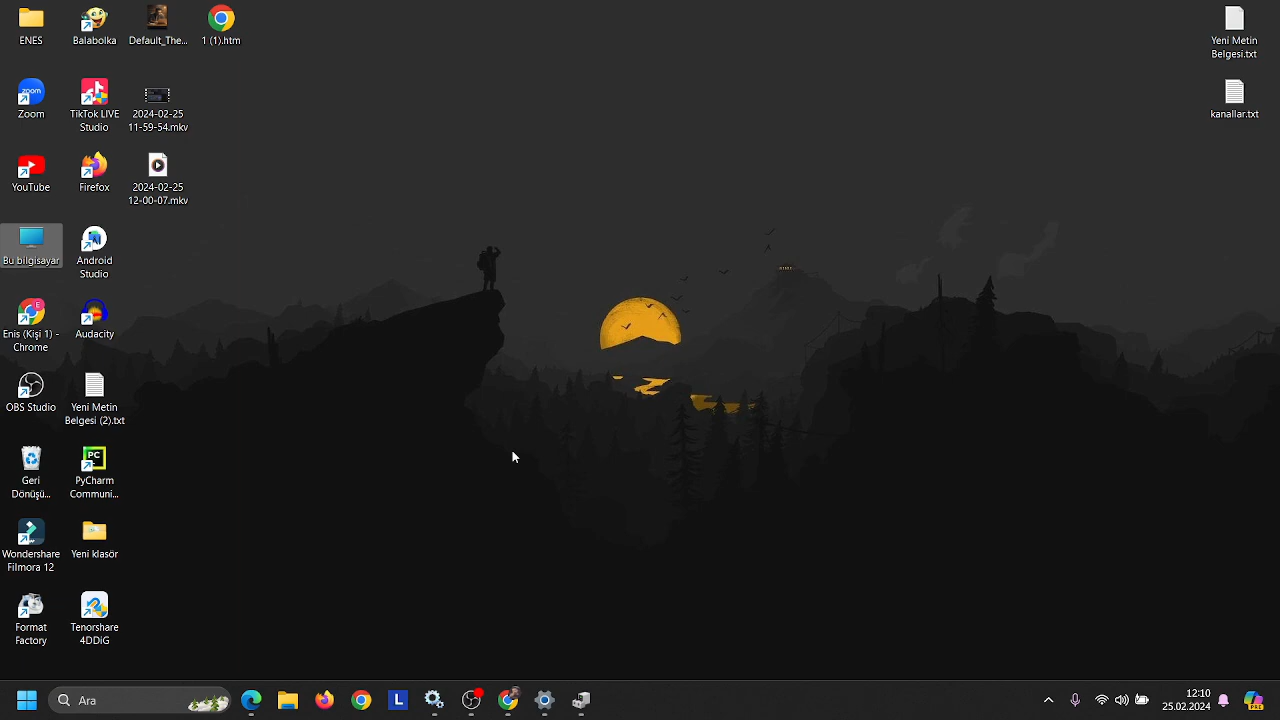 ENES
Balabolka
Default_The...
1 (1).htm
Yeni Metin
Belgesi.txt
zoom
Zoom
TikTok LIVE
Studio
2024-02-25
11-59-54.mkv
kanallar.txt
YouTube
Firefox
2024-02-25
12-00-07.mkv
Bu bilgisayar
Android
Studio
Enis (Kişi 1) -
Chrome
Audacity
OBS Studio
Yeni Metin
Belgesi (2).txt
Geri
Dönüşü...
PC
PyCharm
Communi...
Wondershare
Filmora 12
Yeni klasör
Format
Factory
Tenorshare
4DDiG
Ara
L
12:10
25.02.2024
PRE